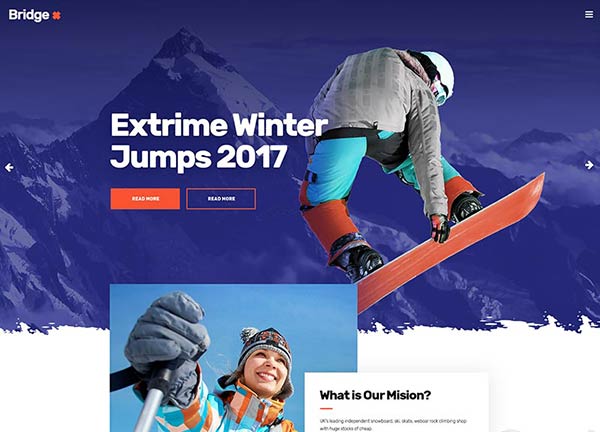 Bridge
Extrime Winter
Jumps 2017
READ MORE
READ MORE
What is Our Mision?
UK's leading independent snowboard, ski, skate, weboar rock climbing shop
with huge stocks of cheap.